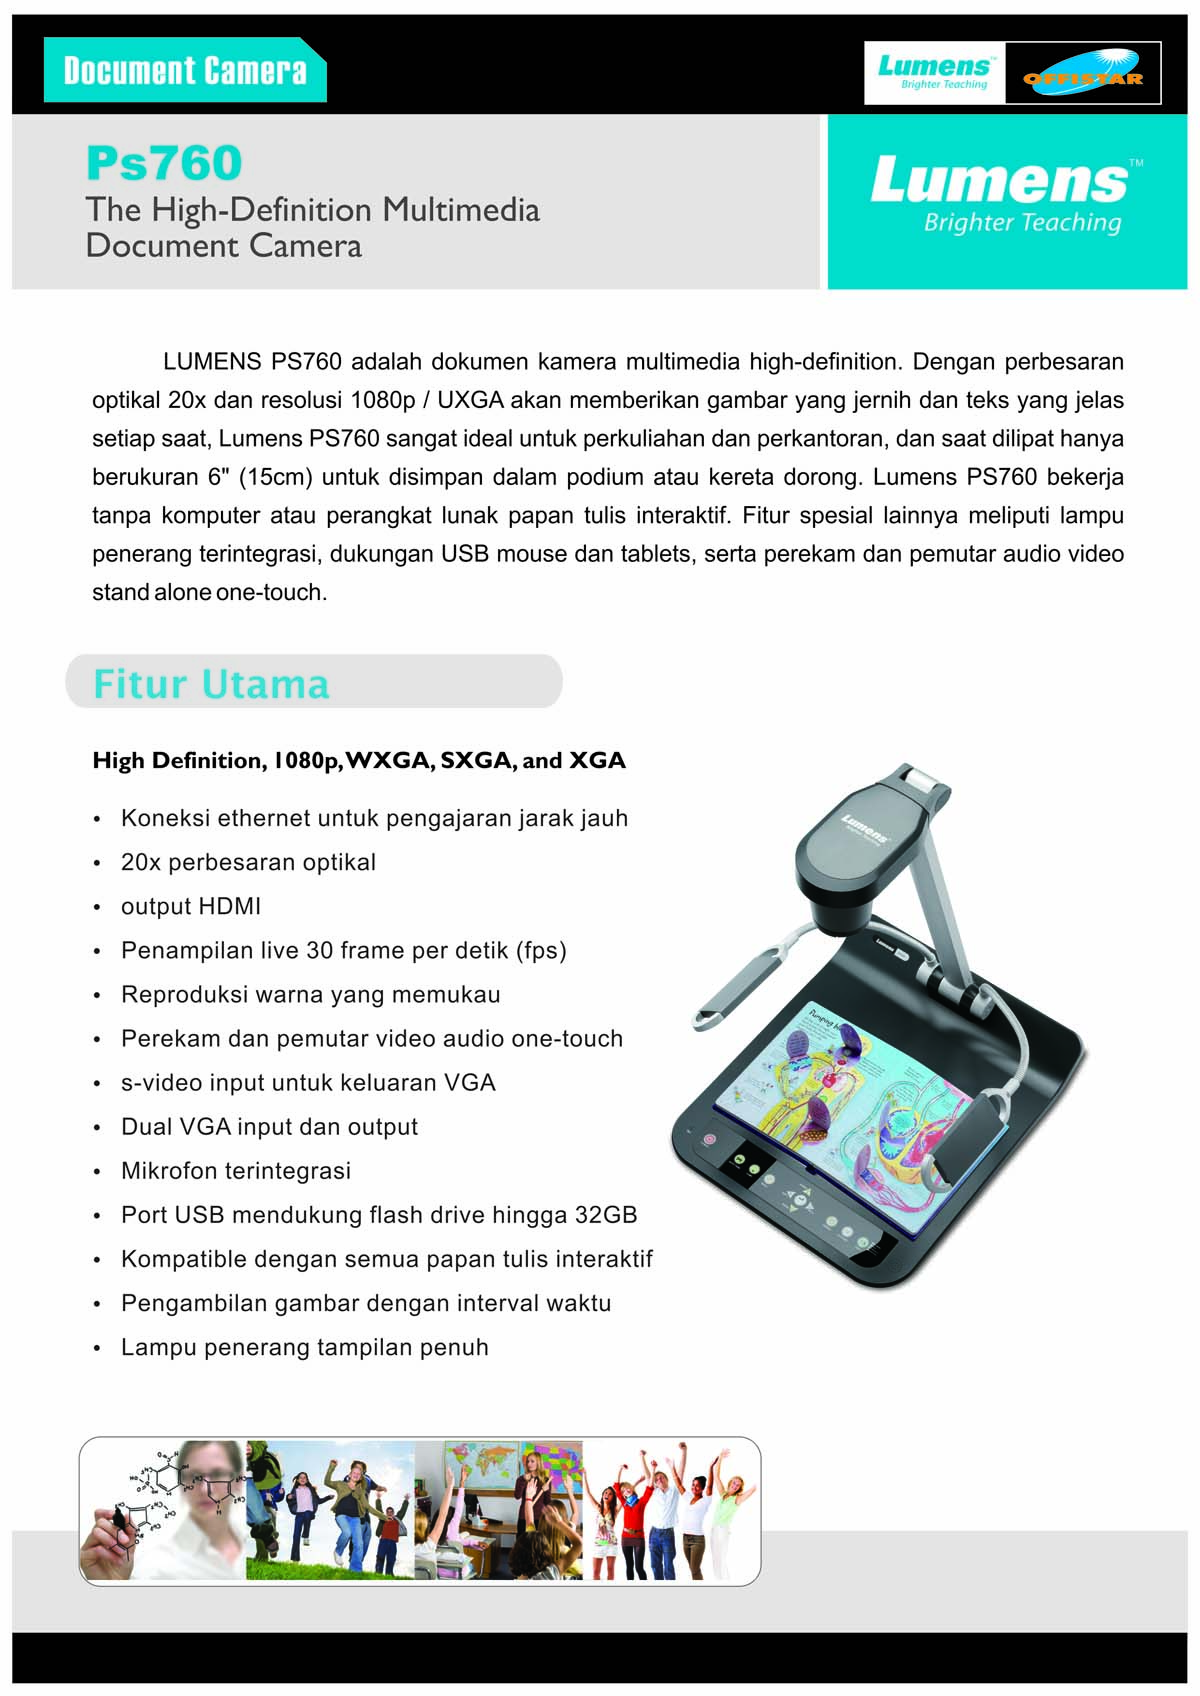 Document Camera
Lumens™
Brighter Teaching
OFFISTAR
Ps760
The High-Definition Multimedia
Document Camera
Lumens™
Brighter Teaching
LUMENS PS760 adalah dokumen kamera multimedia high-definition. Dengan perbesaran
optikal 20x dan resolusi 1080p / UXGA akan memberikan gambar yang jernih dan teks yang jelas
setiap saat, Lumens PS760 sangat ideal untuk perkuliahan dan perkantoran, dan saat dilipat hanya
berukuran 6" (15cm) untuk disimpan dalam podium atau kereta dorong. Lumens PS760 bekerja
tanpa komputer atau perangkat lunak papan tulis interaktif. Fitur spesial lainnya meliputi lampu
penerang terintegrasi, dukungan USB mouse dan tablets, serta perekam dan pemutar audio video
stand alone one-touch.
Fitur Utama
High Definition, 1080p, WXGA, SXGA, and XGA
• Koneksi ethernet untuk pengajaran jarak jauh
• 20x perbesaran optikal
• output HDMI
• Penampilan live 30 frame per detik (fps)
• Reproduksi warna yang memukau
• Perekam dan pemutar video audio one-touch
• s-video input untuk keluaran VGA
• Dual VGA input dan output
• Mikrofon terintegrasi
• Port USB mendukung flash drive hingga 32GB
• Kompatible dengan semua papan tulis interaktif
• Pengambilan gambar dengan interval waktu
• Lampu penerang tampilan penuh
Lumens™
Brighter Teaching
Lumens
Pumping